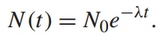 N(t) = N₀e^{−λt}.